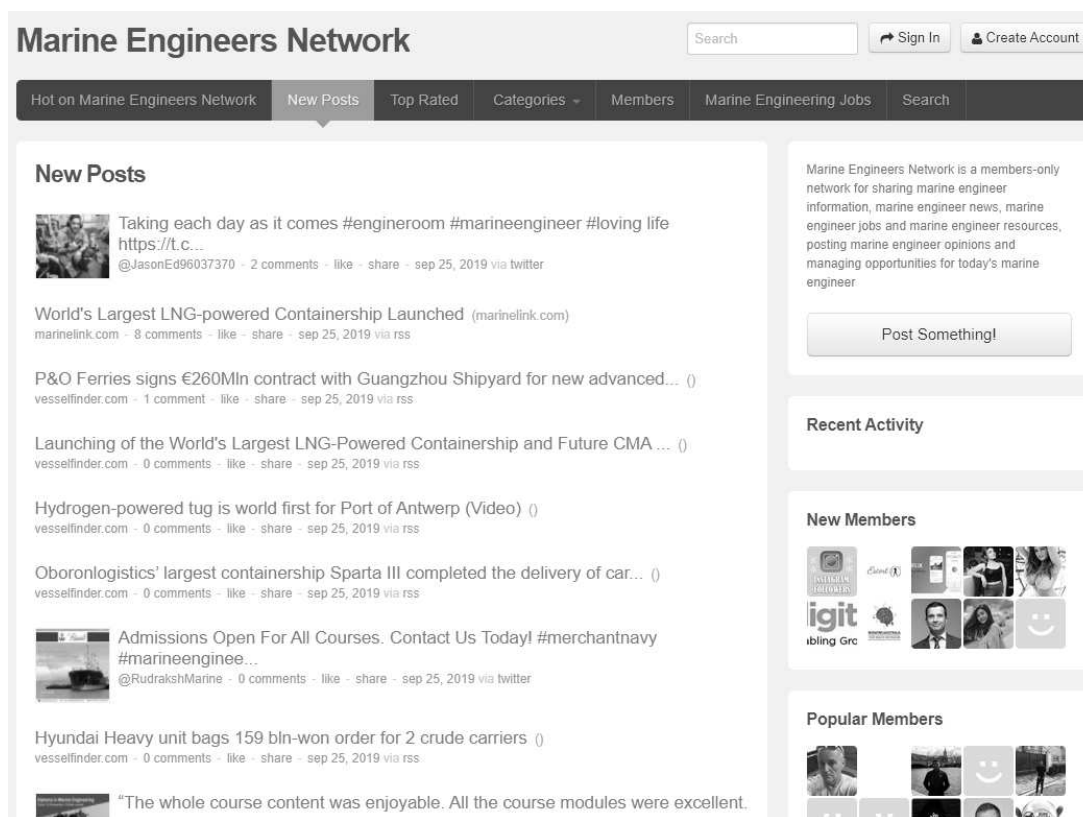 Marine Engineers Network
Search
Sign In
Create Account
Hot on Marine Engineers Network
New Posts
Top Rated
Categories
Members
Marine Engineering Jobs
Search
New Posts
Taking each day as it comes #engineroom #marineengineer #loving life
https://t.c...
@JasonEd96037370 - 2 comments - like - share - sep 25, 2019 via twitter
World's Largest LNG-powered Containership Launched (marinelink.com)
marinelink.com - 8 comments - like - share - sep 25, 2019 via rss
P&O Ferries signs €260Mln contract with Guangzhou Shipyard for new advanced... ()
vesselfinder.com - 1 comment - like - share - sep 25, 2019 via rss
Launching of the World's Largest LNG-Powered Containership and Future CMA ... ()
vesselfinder.com - 0 comments - like - share - sep 25, 2019 via rss
Hydrogen-powered tug is world first for Port of Antwerp (Video) ()
vesselfinder.com - 0 comments - like - share - sep 25, 2019 via rss
Oboronlogistics' largest containership Sparta III completed the delivery of car... ()
vesselfinder.com - 0 comments - like - share - sep 25, 2019 via rss
Admissions Open For All Courses. Contact Us Today! #merchantnavy
#marineenginee...
@RudrakshMarine - 0 comments - like - share - sep 25, 2019 via twitter
Hyundai Heavy unit bags 159 bln-won order for 2 crude carriers ()
vesselfinder.com - 0 comments - like - share - sep 25, 2019 via rss
“The whole course content was enjoyable. All the course modules were excellent.
Marine Engineers Network is a members-only
network for sharing marine engineer
information, marine engineer news, marine
engineer jobs and marine engineer resources,
posting marine engineer opinions and
managing opportunities for today's marine
engineer
Post Something!
Recent Activity
New Members
INSTAGRAM
FOLLOWERS
igit
bling Gro
Popular Members